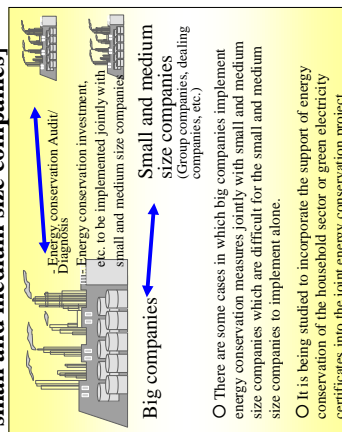 small and medium size companies]
- Energy conservation Audit/
Diagnosis
- Energy conservation investment,
etc. to be implemented jointly with
small and medium size companies
Big companies
Small and medium
size companies
(Group companies, dealing
companies, etc.)
O There are some cases in which big companies implement
energy conservation measures jointly with small and medium
size companies which are difficult for the small and medium
size companies to implement alone.
O It is being studied to incorporate the support of energy
conservation of the household sector or green electricity
certificates into the joint energy conservation project